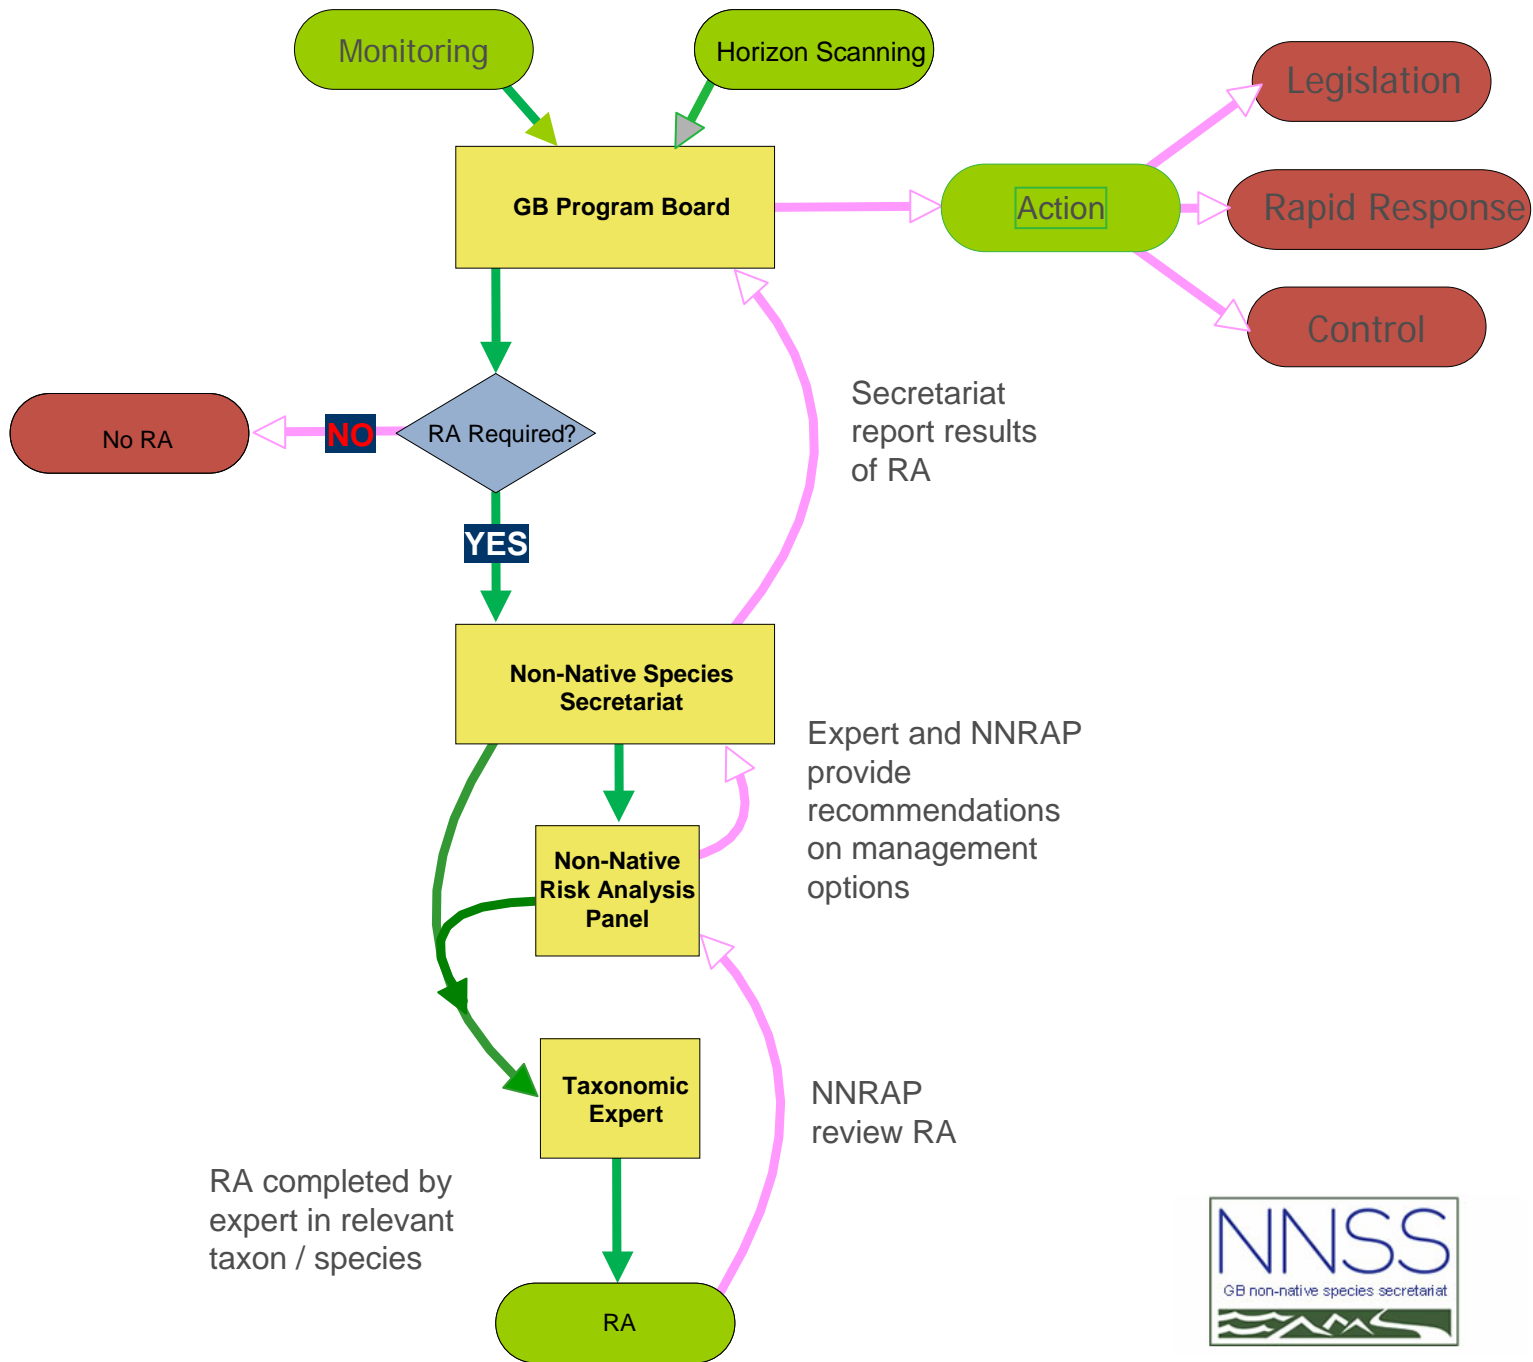 Monitoring
Horizon Scanning
Legislation
GB Program Board
Action
Rapid Response
Control
Secretariat
report results
of RA
No RA
NO
RA Required?
YES
Non-Native Species
Secretariat
Expert and NNRAP
provide
recommendations
on management
options
Non-Native
Risk Analysis
Panel
Taxonomic
Expert
NNRAP
review RA
RA completed by
expert in relevant
taxon / species
RA
NNSS
GB non-native species secretariat